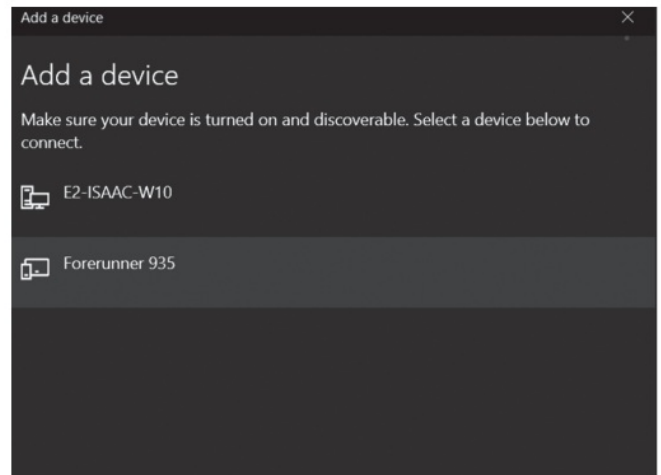 Add a device
Add a device
Make sure your device is turned on and discoverable. Select a device below to
connect.
E2-ISAAC-W10
Forerunner 935